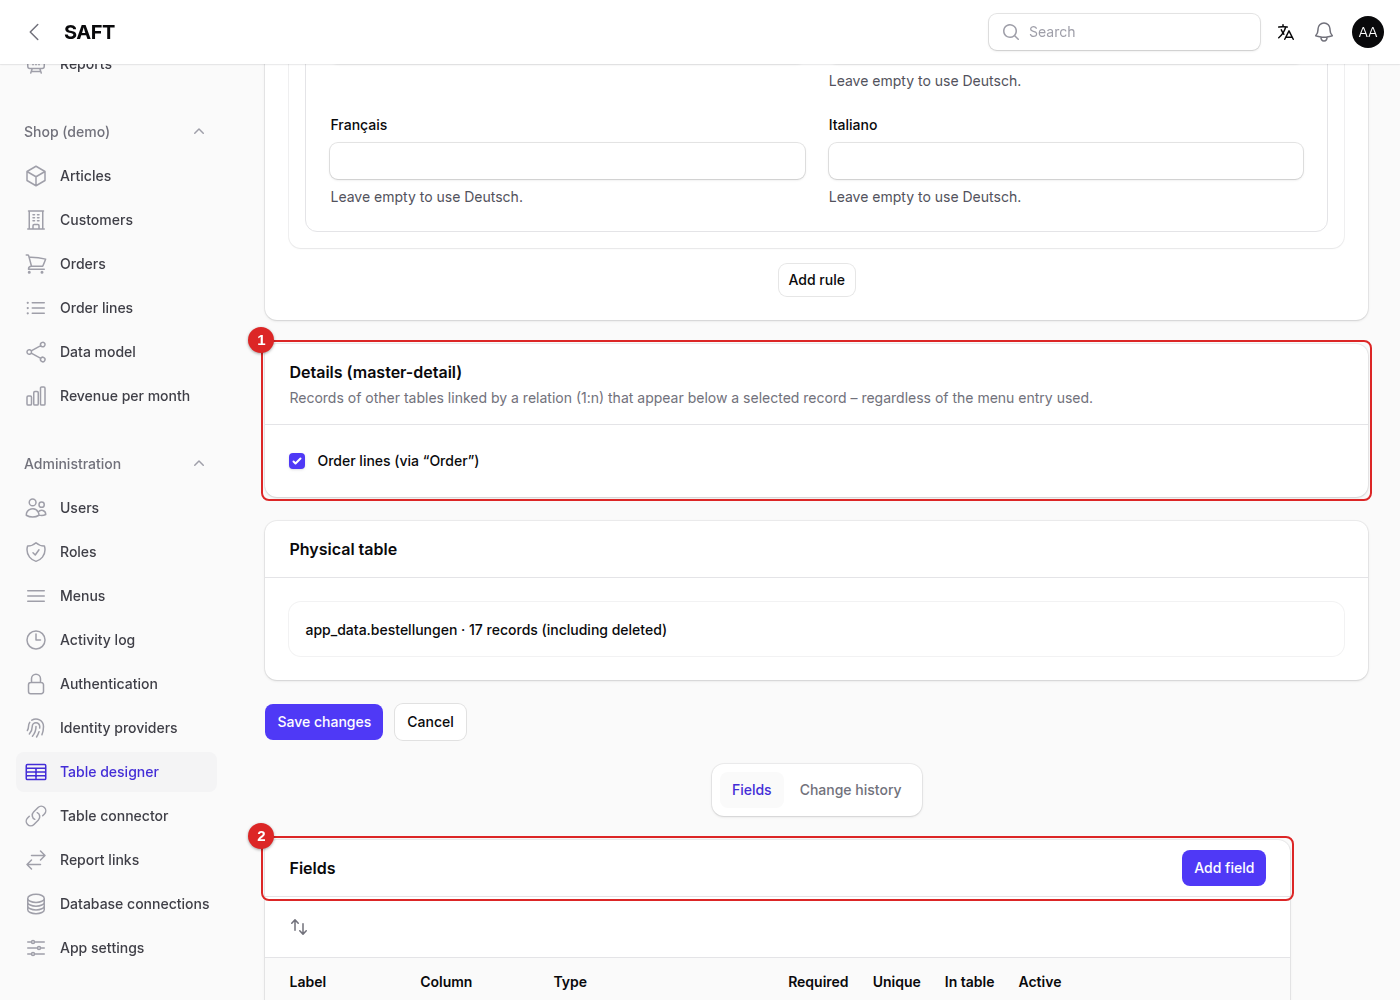 SAFT
Search
AA
Reports
Shop (demo)
Articles
Customers
Orders
Order lines
Data model
Revenue per month
Administration
Users
Roles
Menus
Activity log
Authentication
Identity providers
Table designer
Table connector
Report links
Database connections
App settings
Leave empty to use Deutsch.
Français
Italiano
Leave empty to use Deutsch.
Leave empty to use Deutsch.
Add rule
1
Details (master-detail)
Records of other tables linked by a relation (1:n) that appear below a selected record – regardless of the menu entry used.
Order lines (via “Order”)
Physical table
app_data.bestellungen · 17 records (including deleted)
Save changes
Cancel
Fields
Change history
2
Fields
Add field
Label
Column
Type
Required
Unique
In table
Active